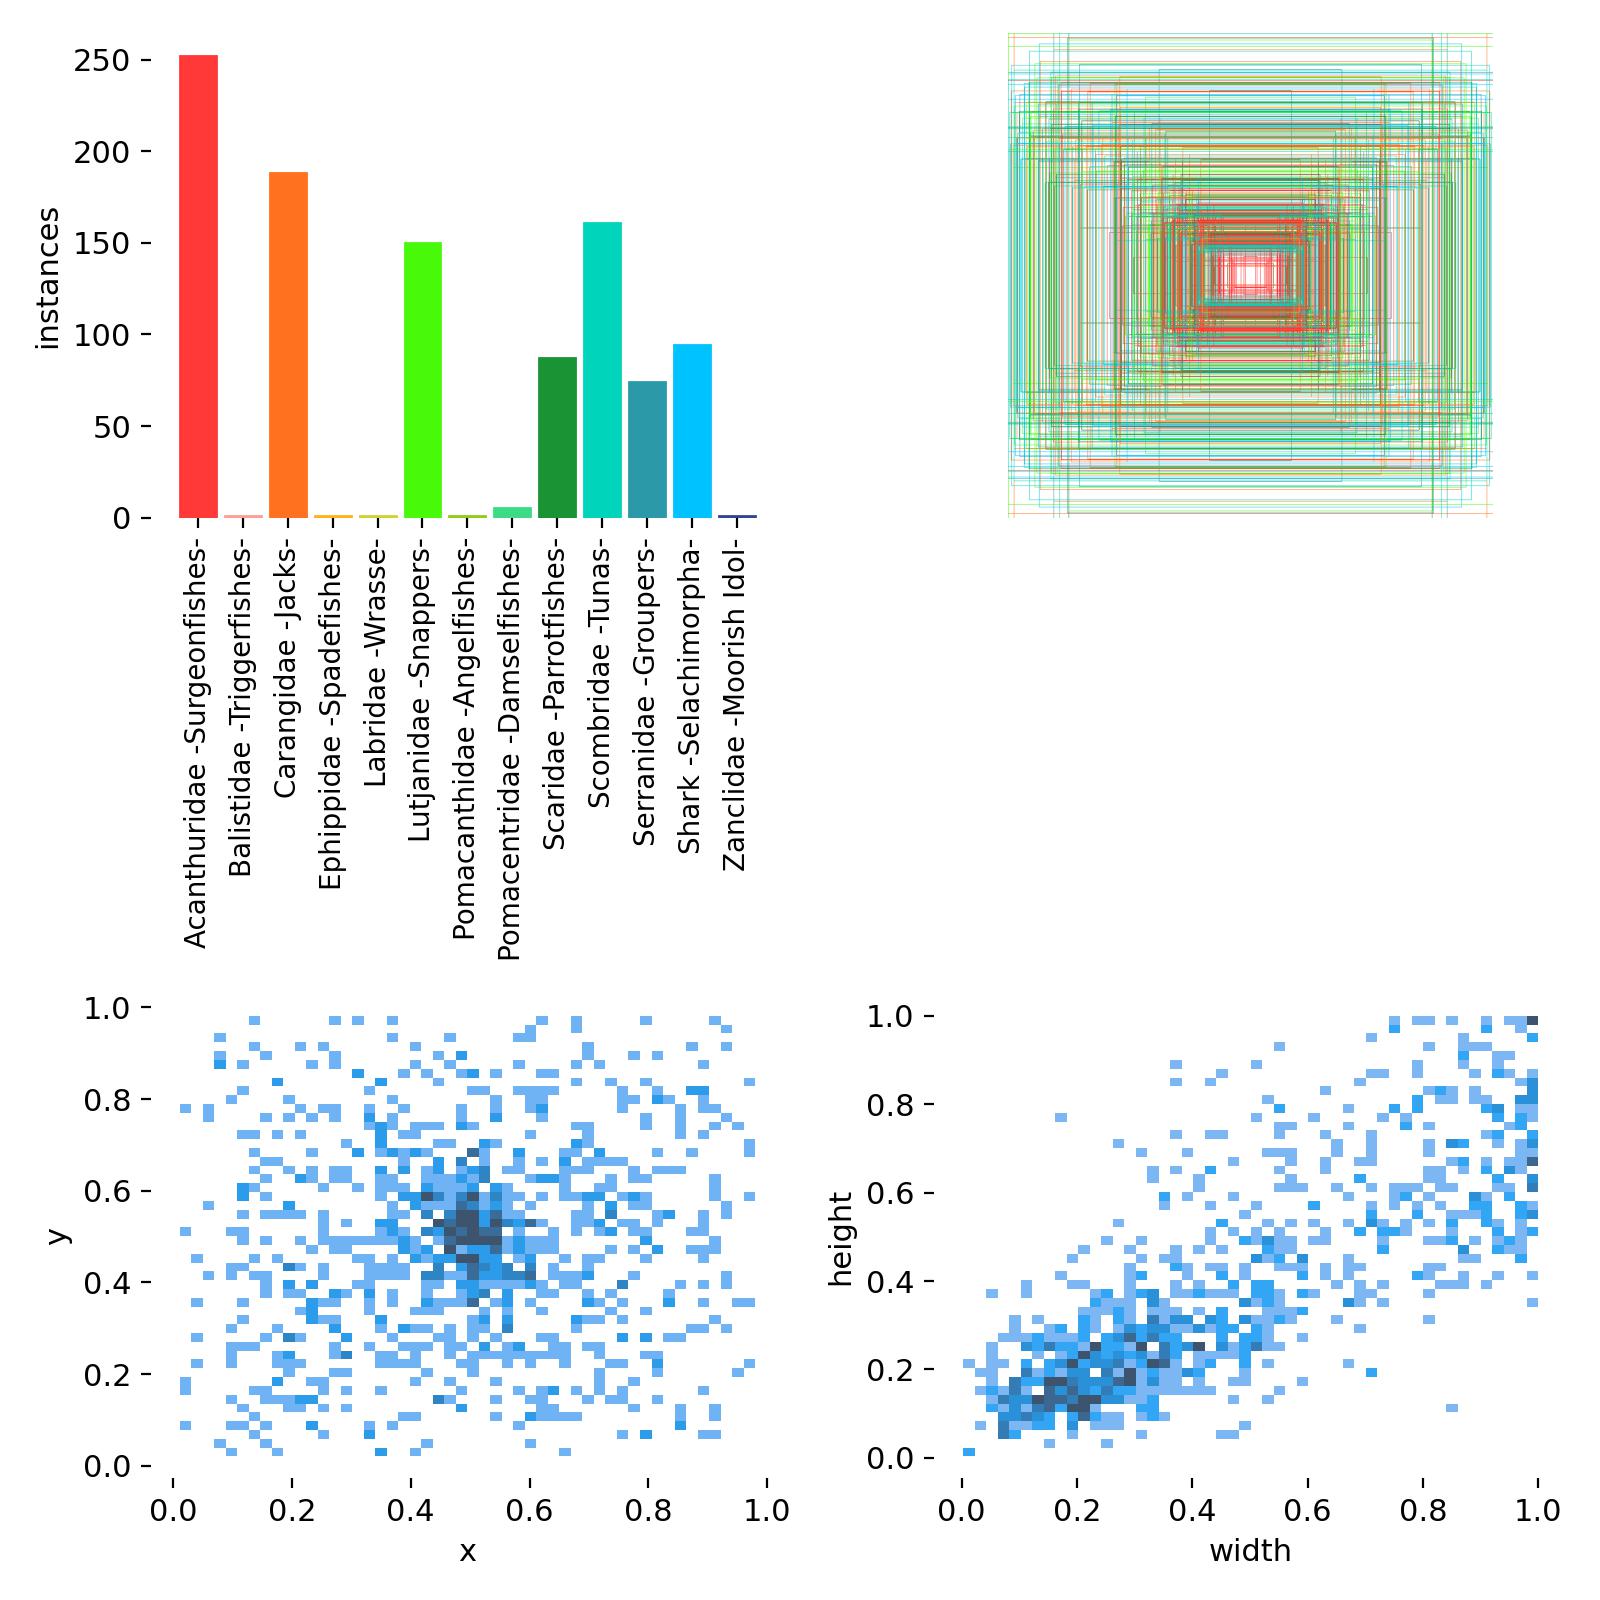 250
200
150
100
50
0
instances
Acanthuridae -Surgeonfishes-
Balistidae -Triggerfishes-
Carangidae -Jacks-
Ephippidae -Spadefishes-
Labridae -Wrasse-
Lutjanidae -Snappers-
Pomacanthidae -Angelfishes-
Pomacentridae -Damselfishes-
Scaridae -Parrotfishes-
Scombridae -Tunas-
Serranidae -Groupers-
Shark -Selachimorpha-
Zanclidae -Moorish Idol-
1.0
0.8
0.6
0.4
0.2
0.0
y
0.0 0.2 0.4 0.6 0.8 1.0
x
1.0
0.8
0.6
0.4
0.2
0.0
height
0.0 0.2 0.4 0.6 0.8 1.0
width